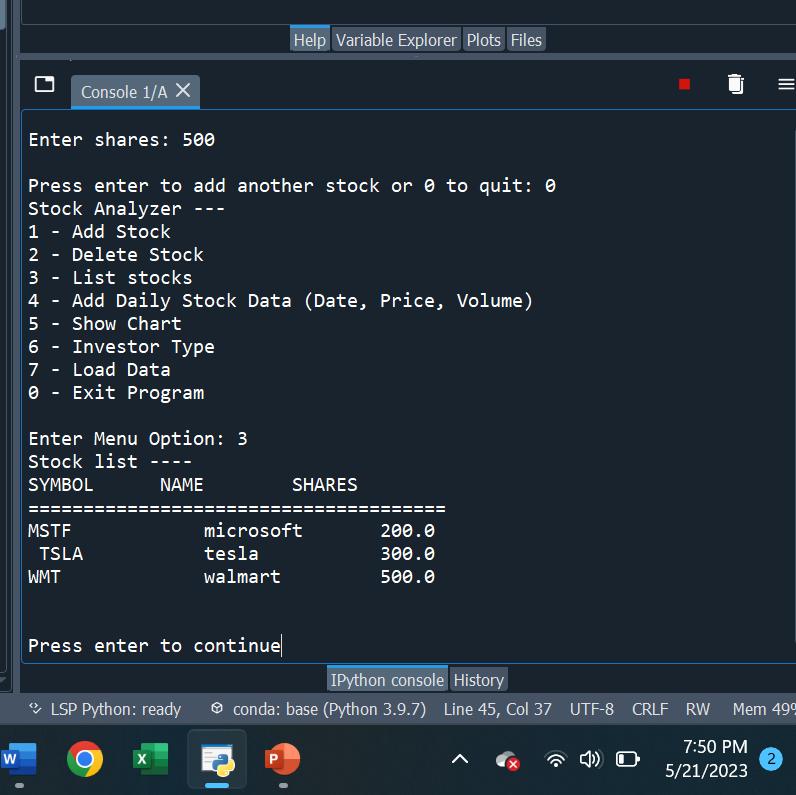 Help Variable Explorer Plots Files
Console 1/A
Enter shares: 500
Press enter to add another stock or 0 to quit: 0
Stock Analyzer ---
1 - Add Stock
2 - Delete Stock
3 - List stocks
4 - Add Daily Stock Data (Date, Price, Volume)
5 - Show Chart
6 - Investor Type
7 - Load Data
0 - Exit Program
Enter Menu Option: 3
Stock list ----
SYMBOL NAME SHARES
======================================
MSTF microsoft 200.0
TSLA tesla 300.0
WMT walmart 500.0
Press enter to continue
IPython console History
LSP Python: ready conda: base (Python 3.9.7) Line 45, Col 37 UTF-8 CRLF RW Mem 49%
W X P 7:50 PM 2
5/21/2023